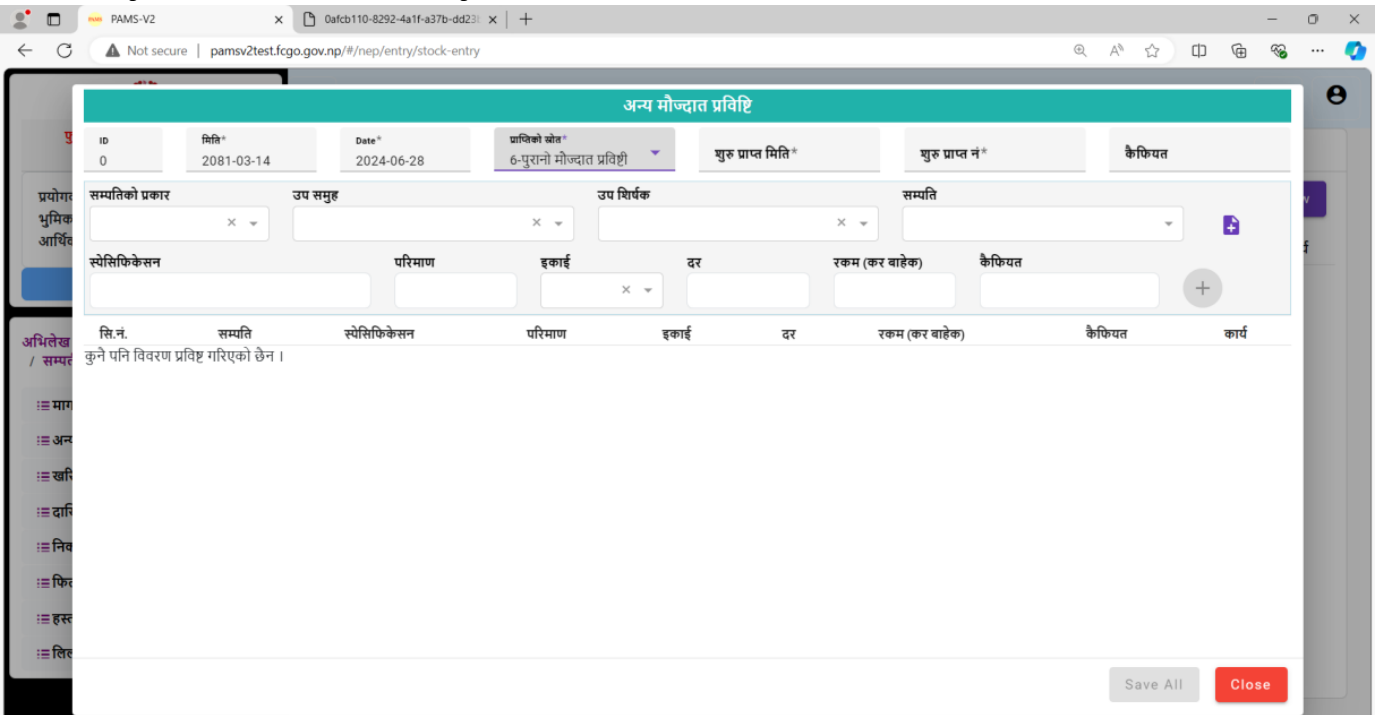 PAMS-V2
0afcb110-8292-4a1f-a37b-dd23
Not secure | pamsv2test.fcgo.gov.np/#/nep/entry/stock-entry
अन्य मौज्दात प्रविष्टि
ID मिति* Date* प्राप्तिको स्रोत* शुरु प्राप्त मिति* शुरु प्राप्त नं* कैफियत
0 2081-03-14 2024-06-28 6-पुरानो मौज्दात प्रविष्टी
सम्पतिको प्रकार उप समुह उप शिर्षक सम्पति
स्पेसिफिकेसन परिमाण इकाई दर रकम (कर बाहेक) कैफियत
सि.नं. सम्पति स्पेसिफिकेसन परिमाण इकाई दर रकम (कर बाहेक) कैफियत कार्य
कुनै पनि विवरण प्रविष्ट गरिएको छैन ।
अभिलेख
Save All Close